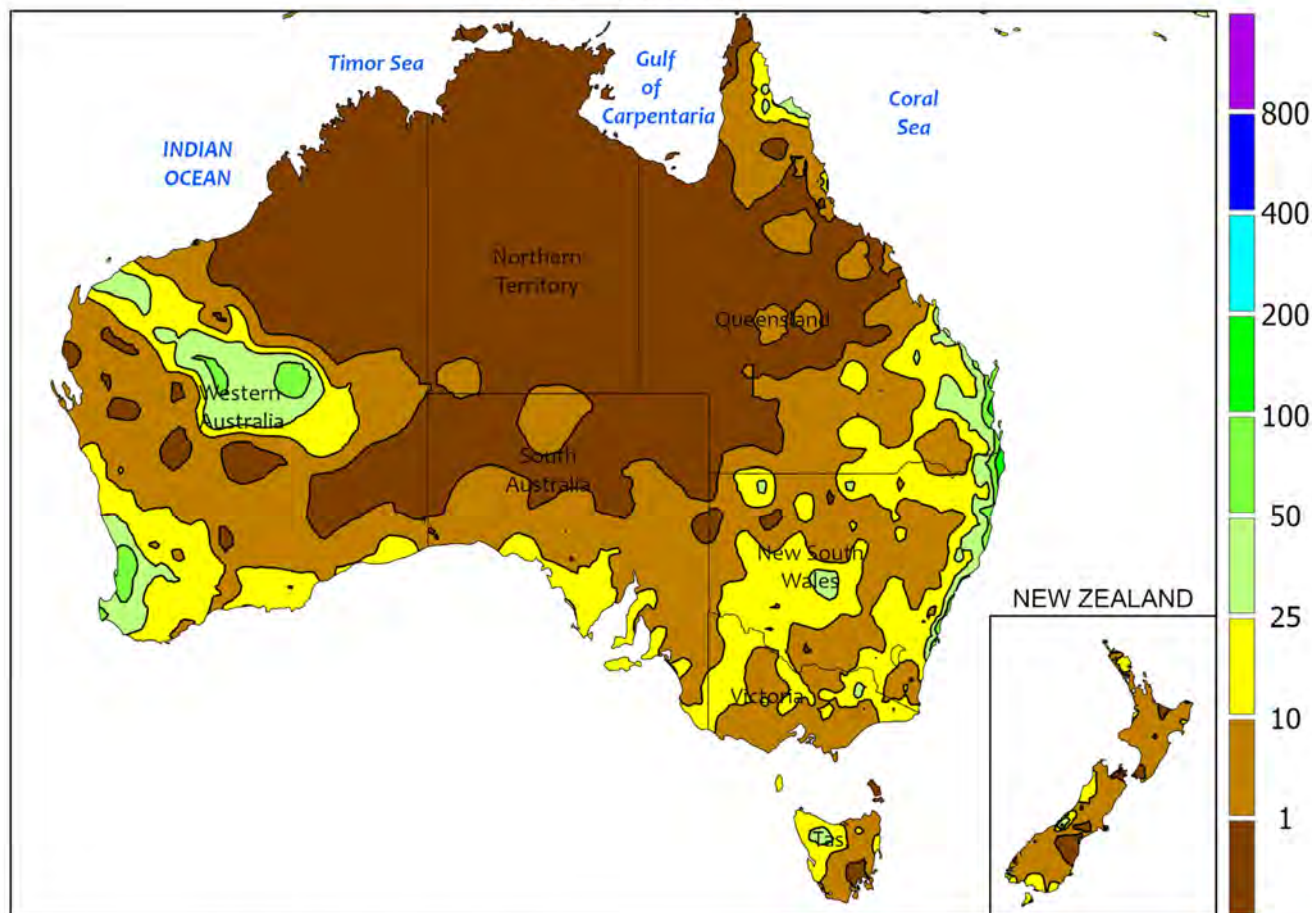 Timor Sea
Gulf
of
Carpentaria
Coral
Sea
INDIAN
OCEAN
Northern
Territory
Queensland
Western
Australia
South
Australia
New South
Wales
Victoria
Tas
NEW ZEALAND
800
400
200
100
50
25
10
1